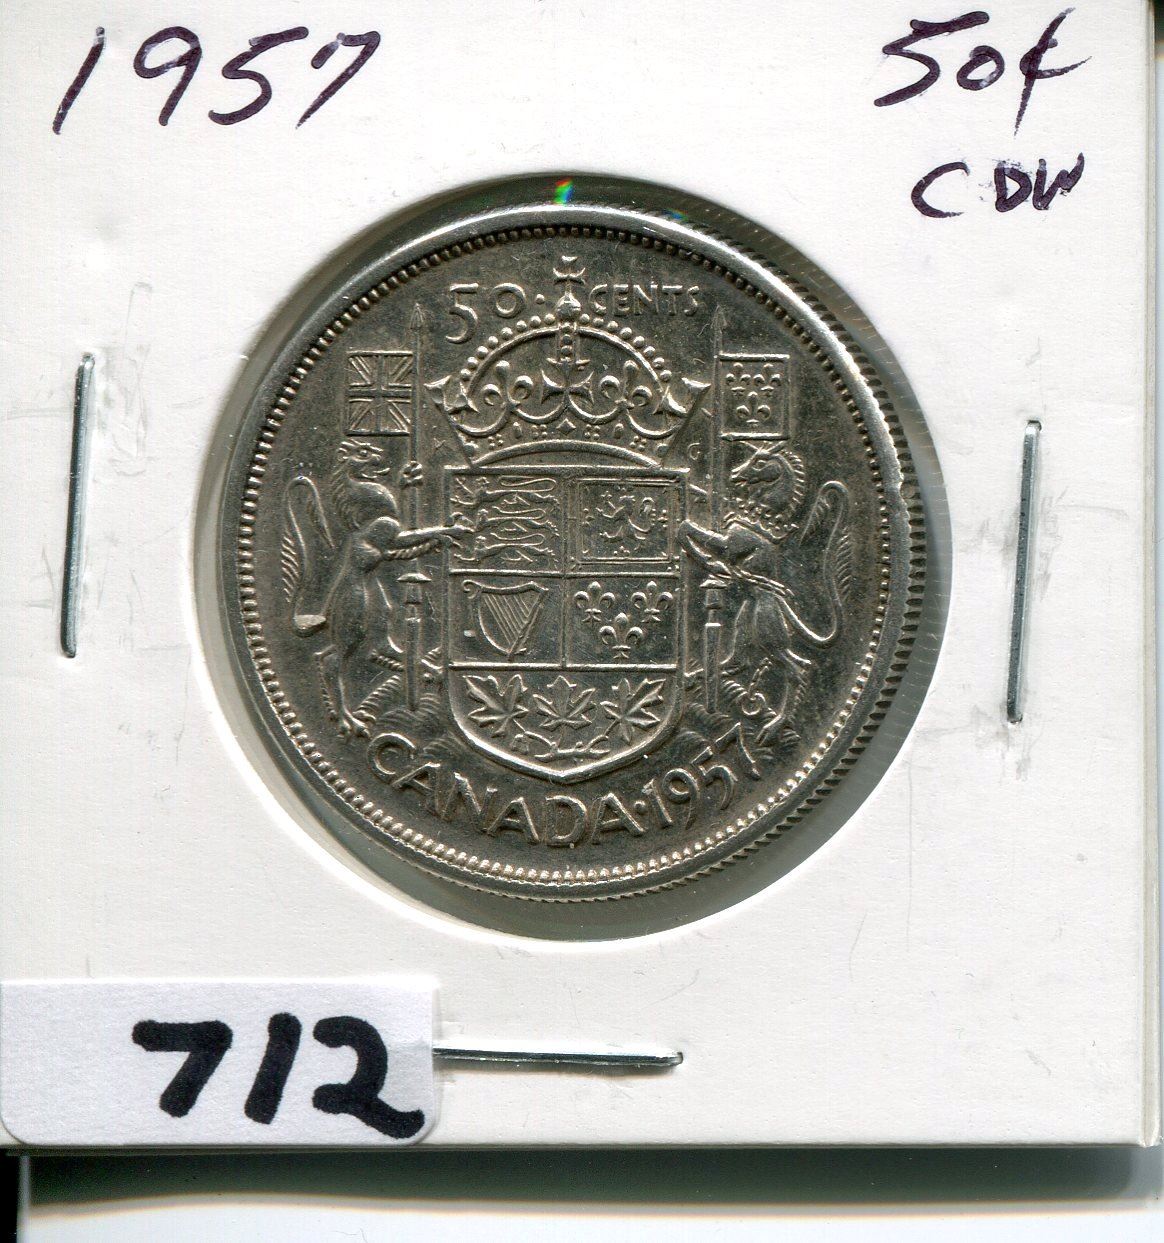 1957 50¢
CDW
50 · CENTS
K G
CANADA · 1957
712